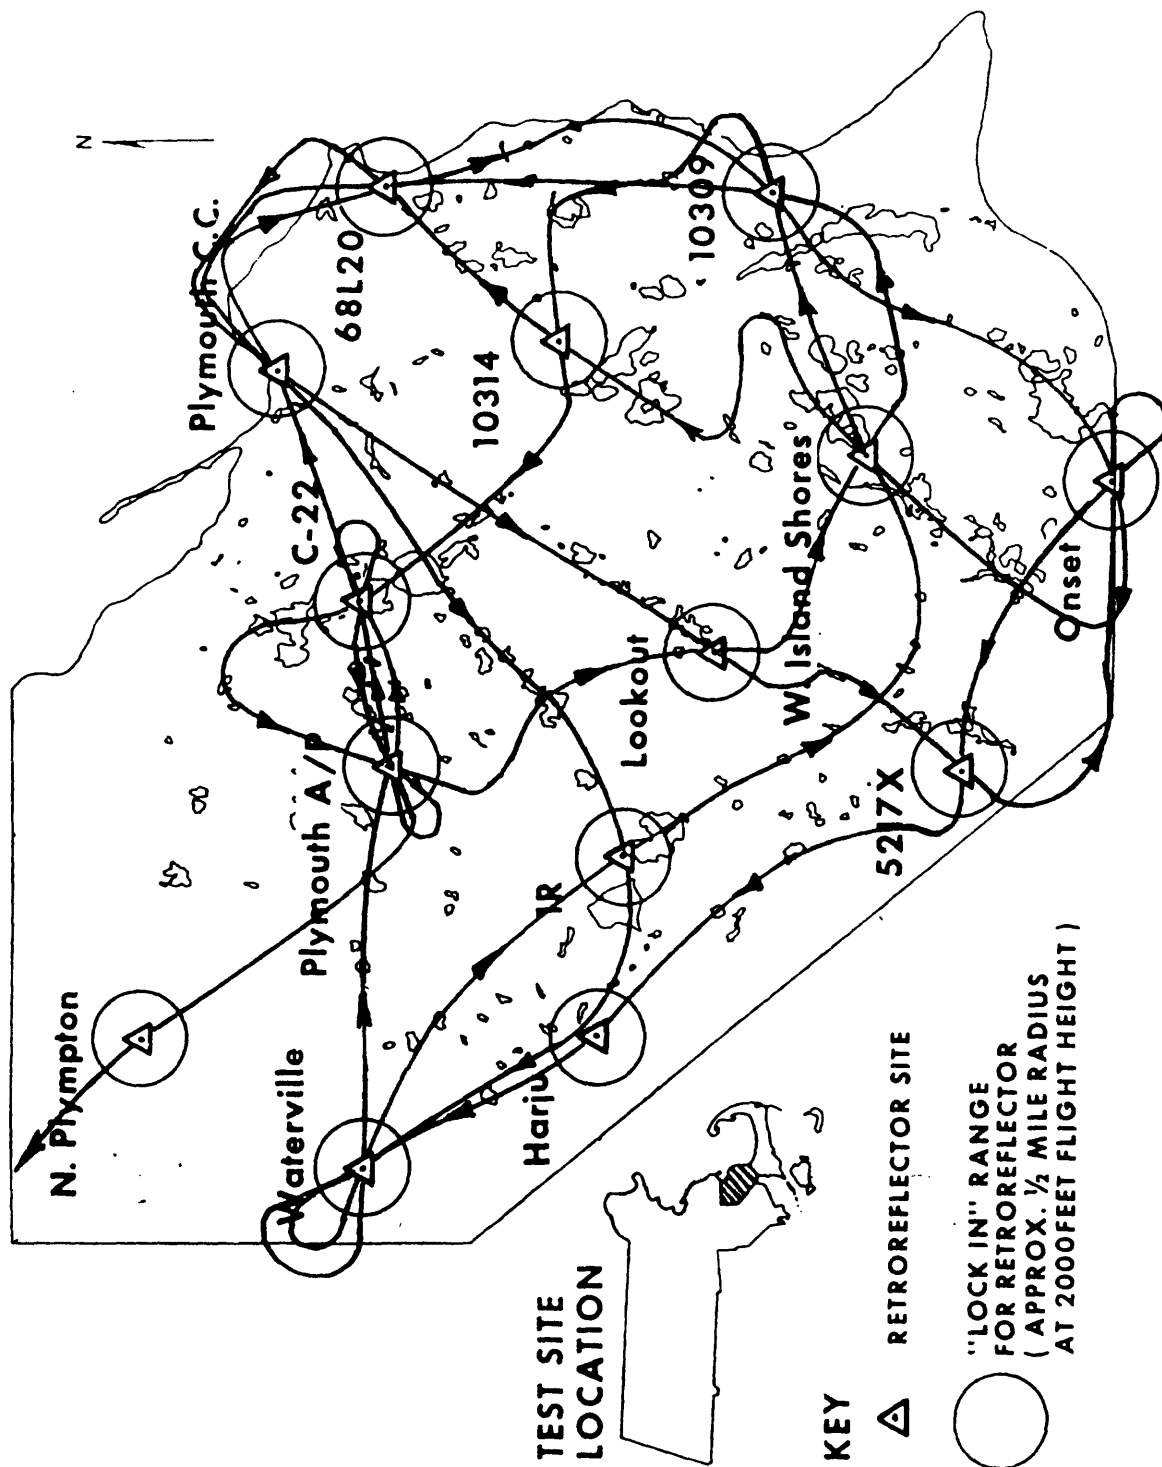 N
Plymouth C.C.
68L20
10309
10314
C-22
W. Island Shores
Onset
Lookout
Plymouth A/P
5217X
1R
N. Plympton
Waterville
Harju
TEST SITE
LOCATION
KEY
RETROREFLECTOR SITE
"LOCK IN" RANGE
FOR RETROREFLECTOR
( APPROX. ½ MILE RADIUS
AT 2000FEET FLIGHT HEIGHT )